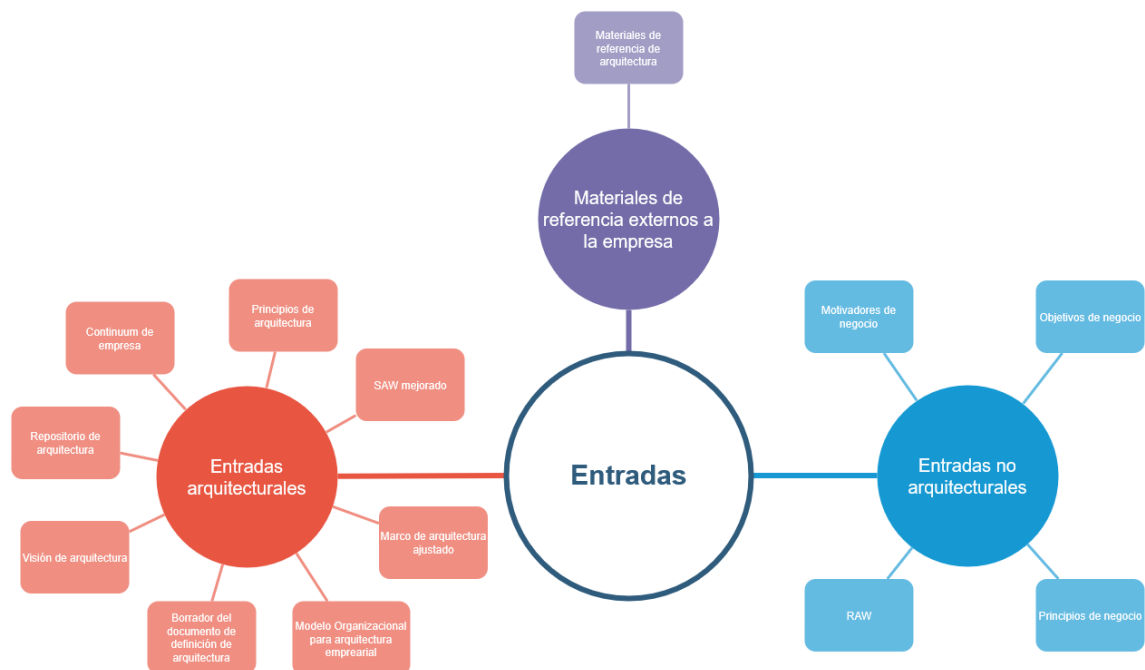 Materiales de
referencia de
arquitectura
Materiales de
referencia externos a
la empresa
Entradas
Entradas
arquitecturales
Principios de
arquitectura
Continuum de
empresa
SAW mejorado
Repositorio de
arquitectura
Visión de arquitectura
Marco de arquitectura
ajustado
Borrador del
documento de
definición de
arquitectura
Modelo Organizacional
para arquitectura
emprearial
Entradas no
arquitecturales
Motivadores de
negocio
Objetivos de negocio
RAW
Principios de negocio